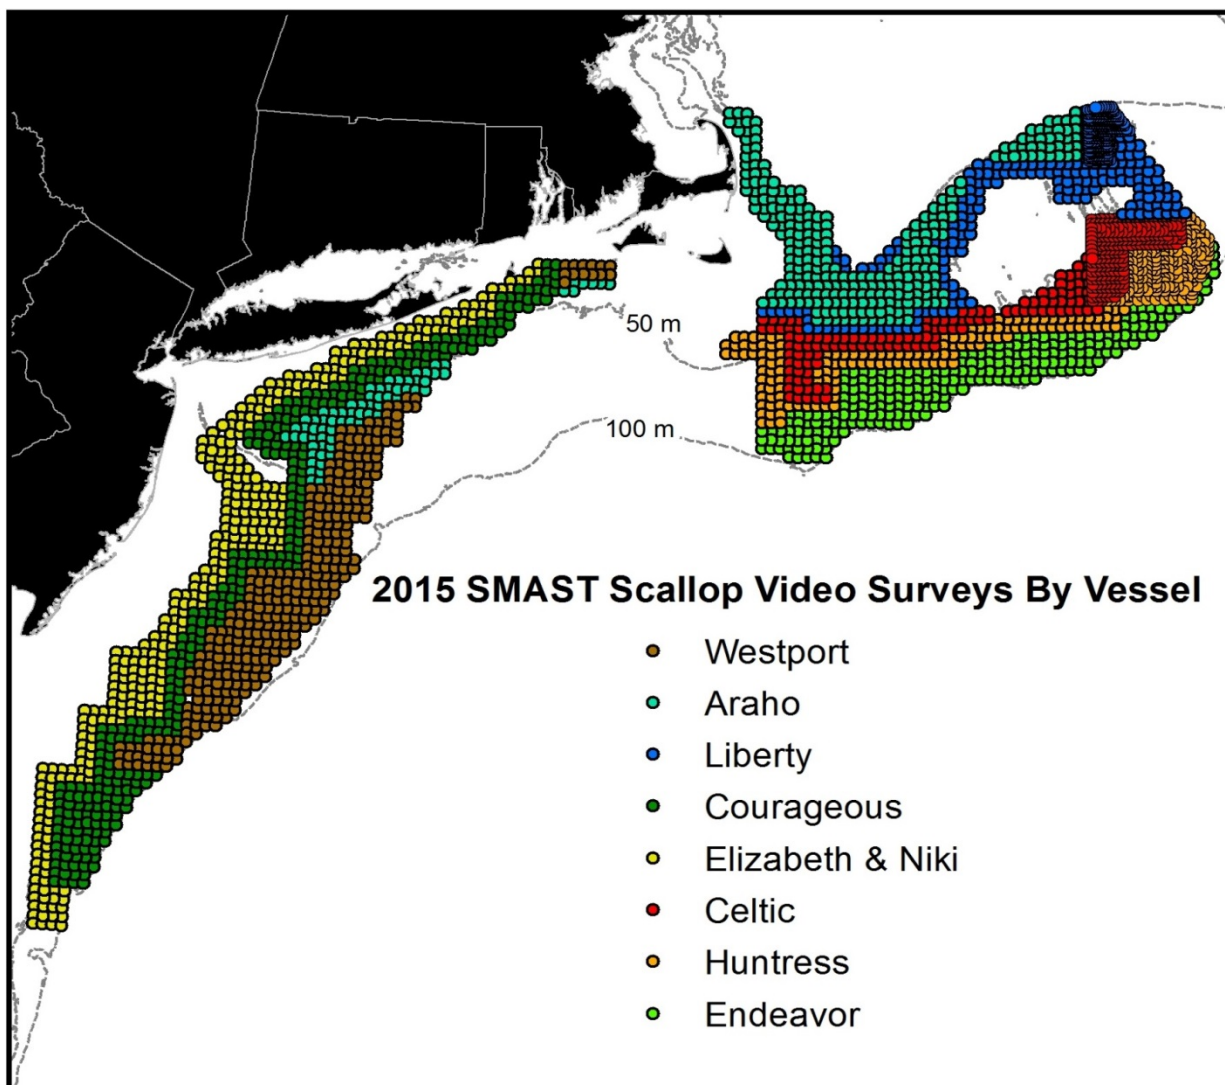 50 m
100 m
2015 SMAST Scallop Video Surveys By Vessel
Westport
Araho
Liberty
Courageous
Elizabeth & Niki
Celtic
Huntress
Endeavor